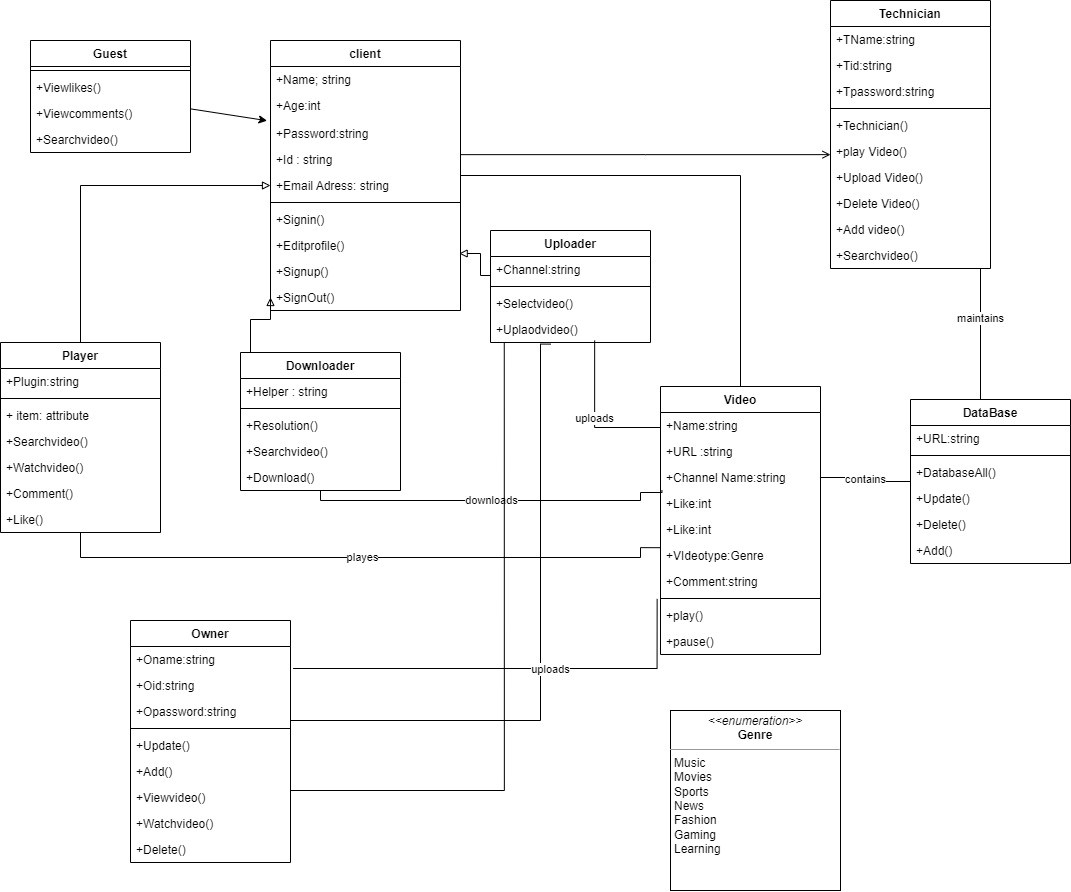 Technician
+TName:string
+Tid:string
+Tpassword:string
+Technician()
+play Video()
+Upload Video()
+Delete Video()
+Add video()
+Searchvideo()
Guest
+Viewlikes()
+Viewcomments()
+Searchvideo()
client
+Name; string
+Age:int
+Password:string
+Id : string
+Email Adress: string
+Signin()
+Editprofile()
+Signup()
+SignOut()
Uploader
+Channel:string
+Selectvideo()
+Uplaodvideo()
maintains
Player
+Plugin:string
+ item: attribute
+Searchvideo()
+Watchvideo()
+Comment()
+Like()
Downloader
+Helper : string
+Resolution()
+Searchvideo()
+Download()
uploads
Video
+Name:string
+URL :string
+Channel Name:string
+Like:int
+Like:int
+VIdeotype:Genre
+Comment:string
+play()
+pause()
contains
DataBase
+URL:string
+DatabaseAll()
+Update()
+Delete()
+Add()
downloads
playes
Owner
+Oname:string
+Oid:string
+Opassword:string
+Update()
+Add()
+Viewvideo()
+Watchvideo()
+Delete()
uploads
<<enumeration>>
Genre
Music
Movies
Sports
News
Fashion
Gaming
Learning